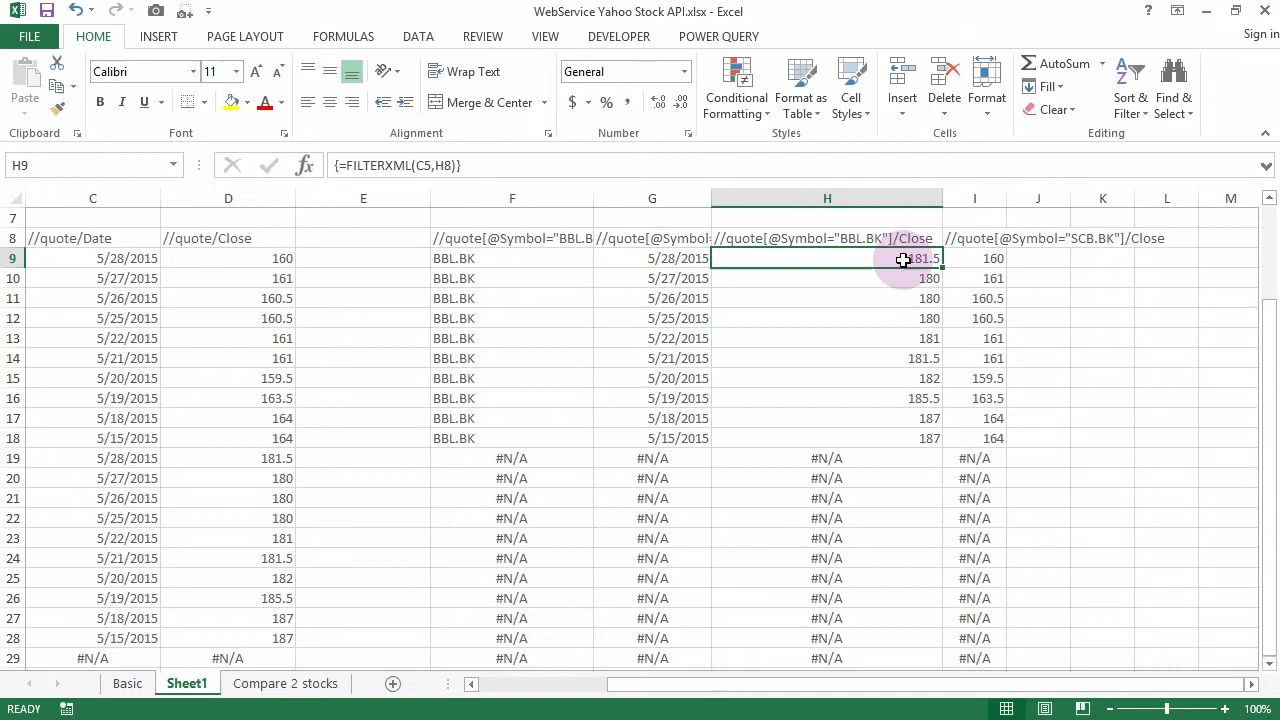 WebService Yahoo Stock API.xlsx - Excel
Sign in
FILE HOME INSERT PAGE LAYOUT FORMULAS DATA REVIEW VIEW DEVELOPER POWER QUERY
Paste
Calibri 11
B I U
Wrap Text
Merge & Center
General
$ % ,
Conditional Formatting
Format as Table
Cell Styles
Insert
Delete
Format
AutoSum
Fill
Clear
Sort & Filter
Find & Select
Clipboard Font Alignment Number Styles Cells Editing
H9 fx {=FILTERXML(C5,H8)}
C D E F G H I J K L M
7
8 //quote/Date //quote/Close //quote[@Symbol="BBL.B //quote[@Symbol= //quote[@Symbol="BBL.BK"]/Close //quote[@Symbol="SCB.BK"]/Close
9 5/28/2015 160 BBL.BK 5/28/2015 181.5 160
10 5/27/2015 161 BBL.BK 5/27/2015 180 161
11 5/26/2015 160.5 BBL.BK 5/26/2015 180 160.5
12 5/25/2015 160.5 BBL.BK 5/25/2015 180 160.5
13 5/22/2015 161 BBL.BK 5/22/2015 181 161
14 5/21/2015 161 BBL.BK 5/21/2015 181.5 161
15 5/20/2015 159.5 BBL.BK 5/20/2015 182 159.5
16 5/19/2015 163.5 BBL.BK 5/19/2015 185.5 163.5
17 5/18/2015 164 BBL.BK 5/18/2015 187 164
18 5/15/2015 164 BBL.BK 5/15/2015 187 164
19 5/28/2015 181.5 #N/A #N/A #N/A #N/A
20 5/27/2015 180 #N/A #N/A #N/A #N/A
21 5/26/2015 180 #N/A #N/A #N/A #N/A
22 5/25/2015 180 #N/A #N/A #N/A #N/A
23 5/22/2015 181 #N/A #N/A #N/A #N/A
24 5/21/2015 181.5 #N/A #N/A #N/A #N/A
25 5/20/2015 182 #N/A #N/A #N/A #N/A
26 5/19/2015 185.5 #N/A #N/A #N/A #N/A
27 5/18/2015 187 #N/A #N/A #N/A #N/A
28 5/15/2015 187 #N/A #N/A #N/A #N/A
29 #N/A #N/A #N/A #N/A #N/A #N/A
Basic Sheet1 Compare 2 stocks
READY 100%